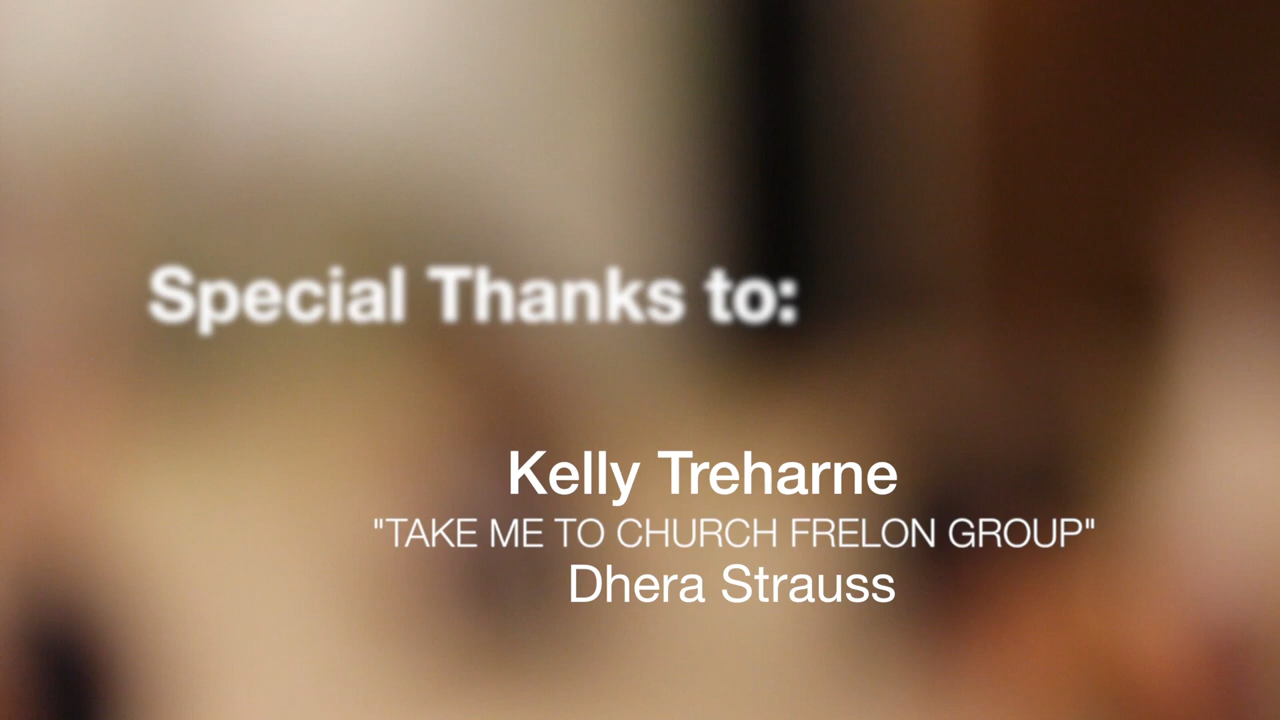 Special Thanks to:
Kelly Treharne
"TAKE ME TO CHURCH FRELON GROUP"
Dhera Strauss